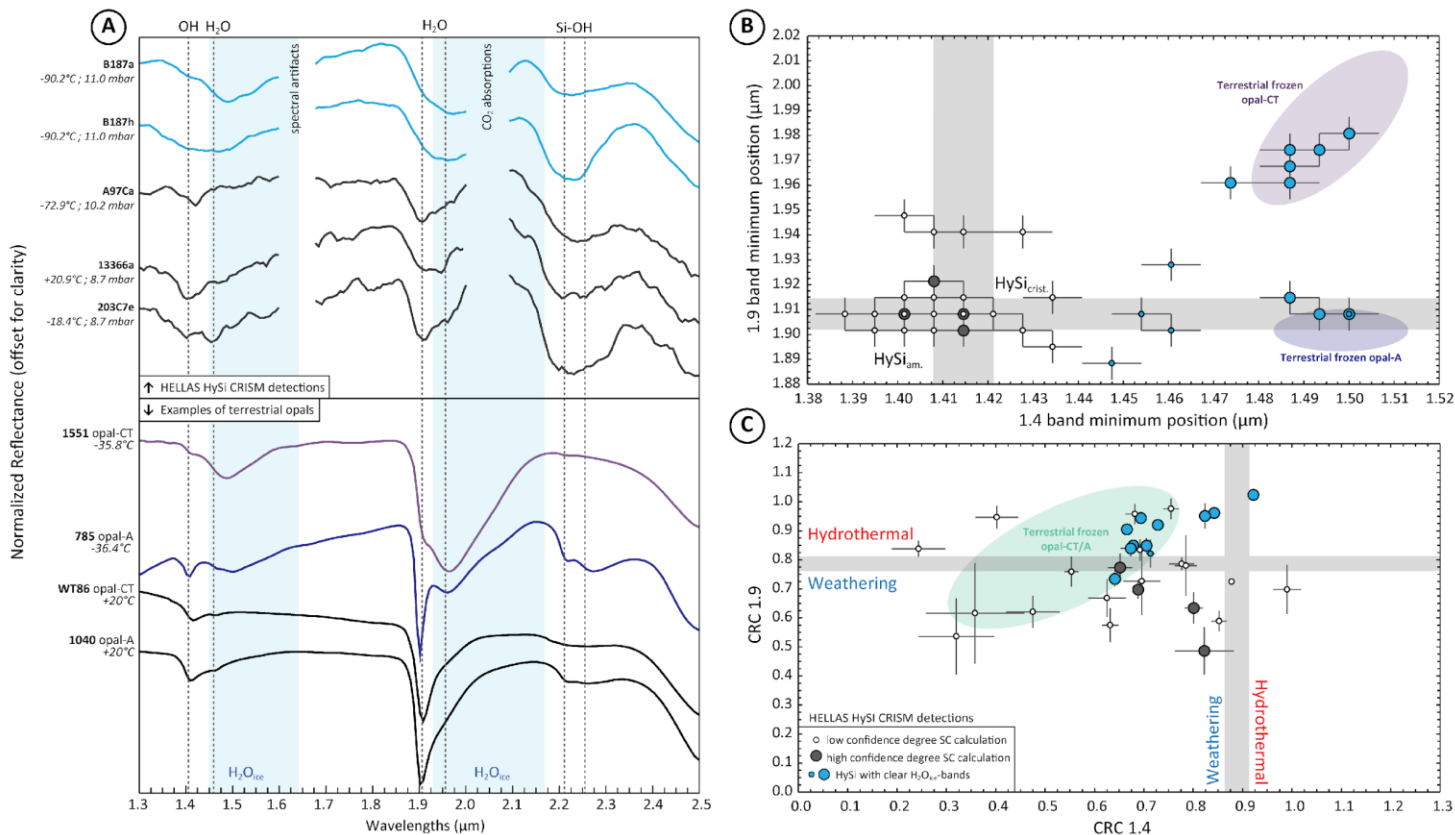 A
OH H₂O
H₂O
Si-OH
B187a
-90.2°C ; 11.0 mbar
B187h
-90.2°C ; 11.0 mbar
A97Ca
-72.9°C ; 10.2 mbar
13366a
+20.9°C ; 8.7 mbar
203C7e
-18.4°C ; 8.7 mbar
spectral artifacts
CO₂ absorptions
↑ HELLAS HySi CRISM detections
↓ Examples of terrestrial opals
1551 opal-CT
-35.8°C
785 opal-A
-36.4°C
WT86 opal-CT
+20°C
1040 opal-A
+20°C
H₂Oice
H₂Oice
Normalized Reflectance (offset for clarity)
1.3 1.4 1.5 1.6 1.7 1.8 1.9 2.0 2.1 2.2 2.3 2.4 2.5
Wavelengths (µm)
B
2.02
2.01
2.00
1.99
1.98
1.97
1.96
1.95
1.94
1.93
1.92
1.91
1.90
1.89
1.88
1.9 band minimum position (µm)
Terrestrial frozen
opal-CT
HySicrist.
HySiam.
Terrestrial frozen opal-A
1.38 1.39 1.40 1.41 1.42 1.43 1.44 1.45 1.46 1.47 1.48 1.49 1.50 1.51
1.4 band minimum position (µm)
C
1.2
1.1
1.0
0.9
0.8
0.7
0.6
0.5
0.4
0.3
0.2
0.1
0.0
CRC 1.9
Hydrothermal
Weathering
Terrestrial frozen
opal-CT/A
Weathering
Hydrothermal
HELLAS HySI CRISM detections
low confidence degree SC calculation
high confidence degree SC calculation
HySi with clear H₂Oice-bands
0.0 0.1 0.2 0.3 0.4 0.5 0.6 0.7 0.8 0.9 1.0 1.1 1.2 1.3
CRC 1.4